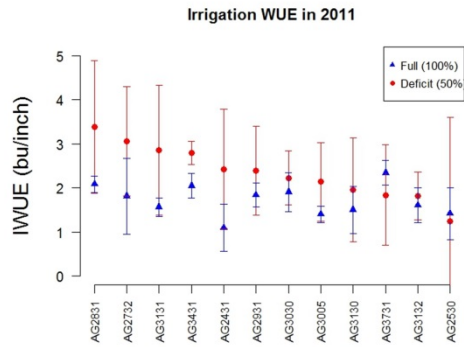 Irrigation WUE in 2011
Full (100%)
Deficit (50%)
IWUE (bu/inch)
5
4
3
2
1
0
AG2831
AG2732
AG3131
AG3431
AG2431
AG2931
AG3030
AG3005
AG3130
AG3731
AG3132
AG2530